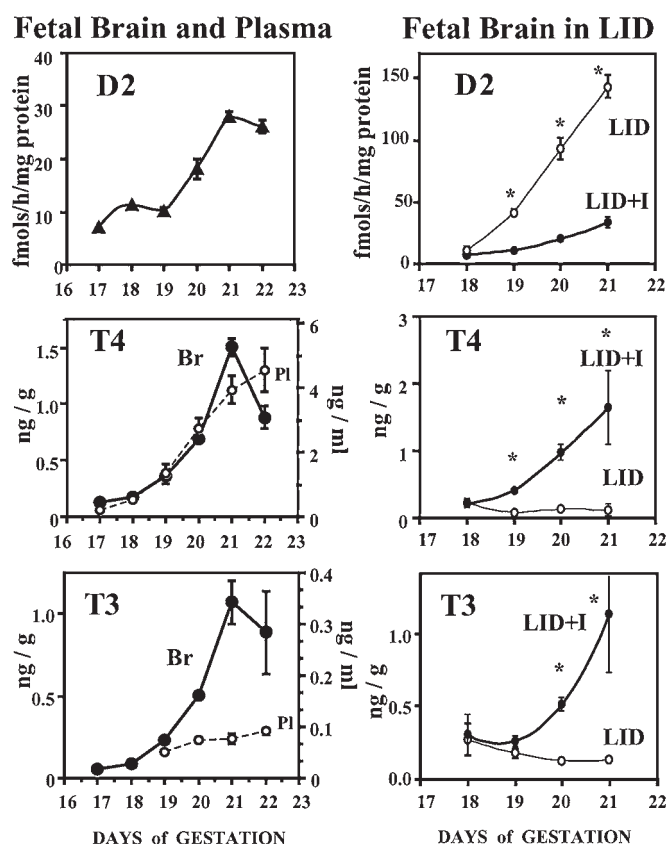 Fetal Brain and Plasma
Fetal Brain in LID
D2
fmols/h/mg protein
40
30
20
10
0
16 17 18 19 20 21 22 23
D2
fmols/h/mg protein
150
100
50
0
*
*
*
*
LID
LID+I
17 18 19 20 21 22
T4
ng / g
1.5
1.0
0.5
0
Br
Pl
6
4
2
0
ng / ml
16 17 18 19 20 21 22 23
T4
ng / g
3
2
1
0
*
*
*
LID+I
LID
17 18 19 20 21 22
T3
ng / g
1.0
0.5
0
Br
Pl
0.4
0.3
0.2
0.1
0
ng / ml
16 17 18 19 20 21 22 23
DAYS of GESTATION
T3
ng / g
1.0
0.5
0.0
*
*
LID+I
LID
17 18 19 20 21 22
DAYS of GESTATION